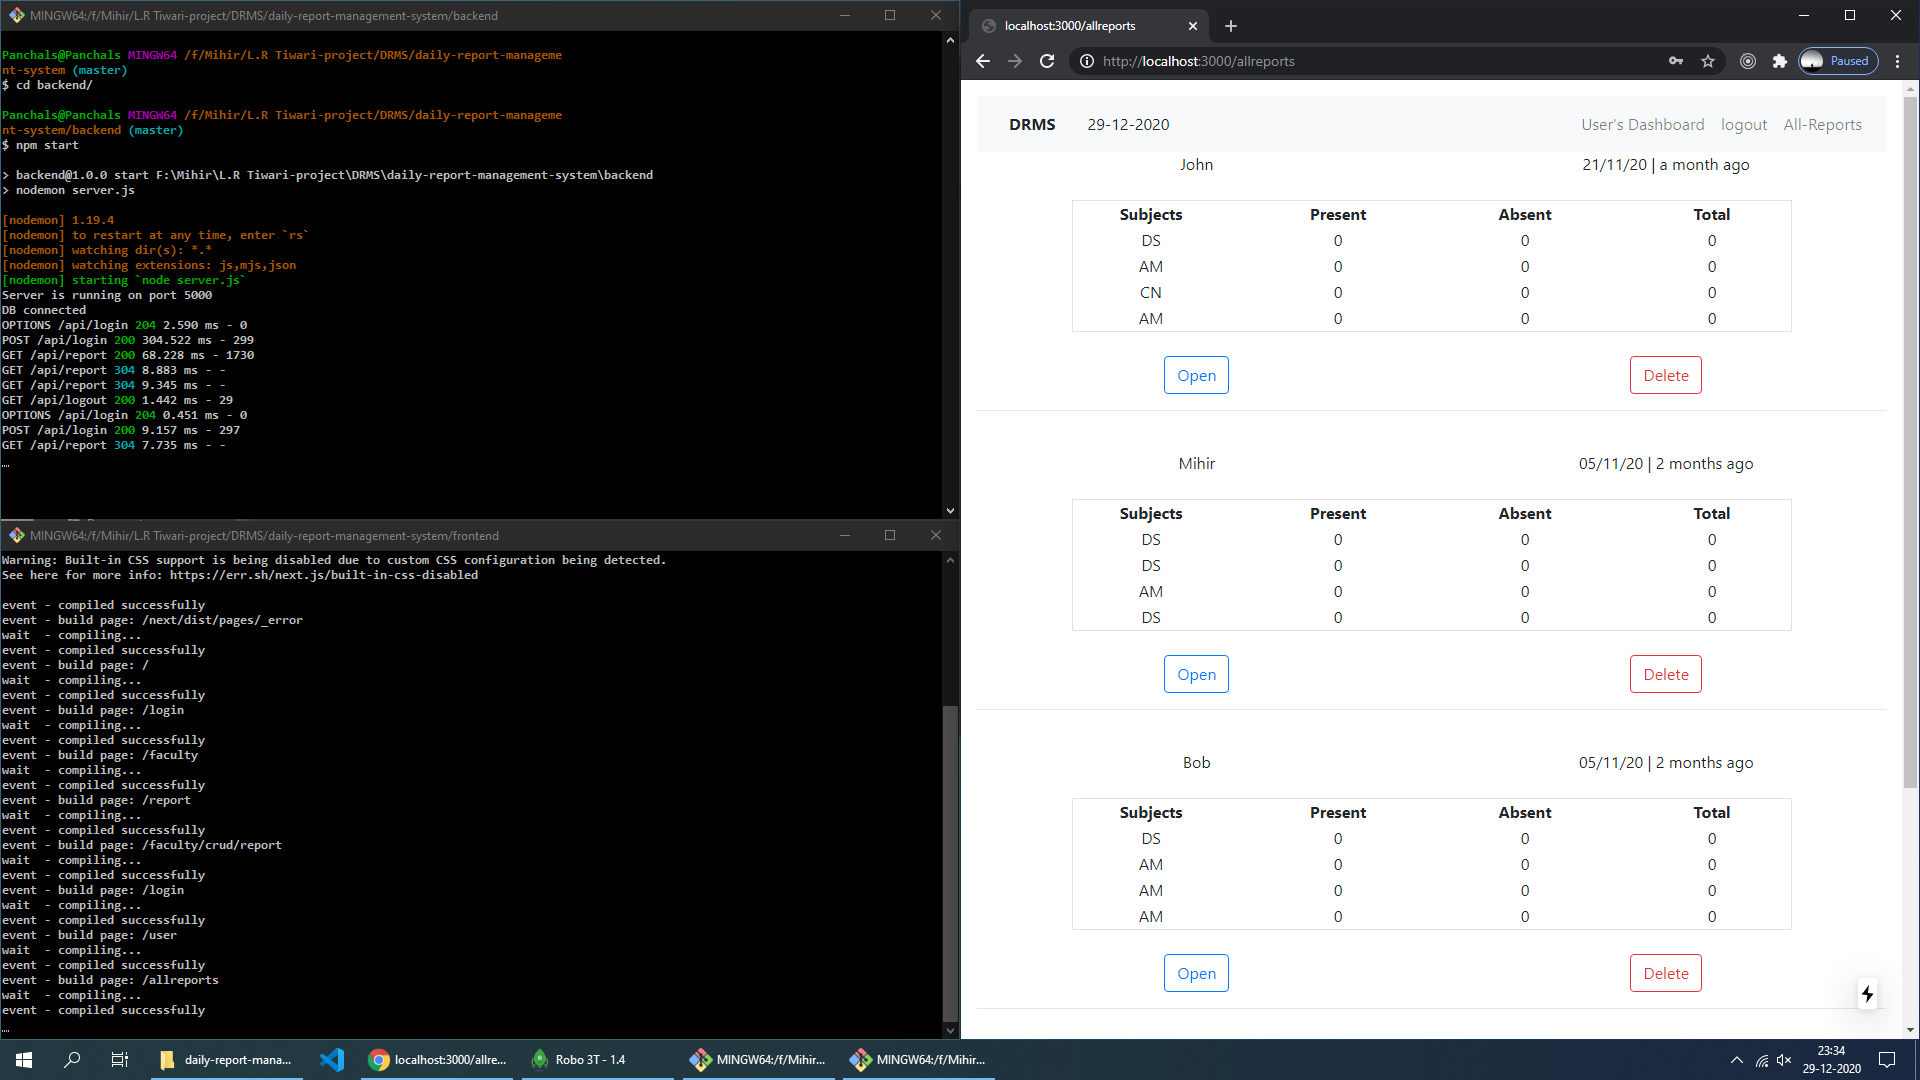 MINGW64:/f/Mihir/L.R Tiwari-project/DRMS/daily-report-management-system/backend
Panchals@Panchals MINGW64 /f/Mihir/L.R Tiwari-project/DRMS/daily-report-manageme
nt-system (master)
$ cd backend/
Panchals@Panchals MINGW64 /f/Mihir/L.R Tiwari-project/DRMS/daily-report-manageme
nt-system/backend (master)
$ npm start
> backend@1.0.0 start F:\Mihir\L.R Tiwari-project\DRMS\daily-report-management-system\backend
> nodemon server.js
[nodemon] 1.19.4
[nodemon] to restart at any time, enter `rs`
[nodemon] watching dir(s): *.*
[nodemon] watching extensions: js,mjs,json
[nodemon] starting `node server.js`
Server is running on port 5000
DB connected
OPTIONS /api/login 204 2.590 ms - 0
POST /api/login 200 304.522 ms - 299
GET /api/report 200 68.228 ms - 1730
GET /api/report 304 8.883 ms - -
GET /api/report 304 9.345 ms - -
GET /api/logout 200 1.442 ms - 29
OPTIONS /api/login 204 0.451 ms - 0
POST /api/login 200 9.157 ms - 297
GET /api/report 304 7.735 ms - -
MINGW64:/f/Mihir/L.R Tiwari-project/DRMS/daily-report-management-system/frontend
Warning: Built-in CSS support is being disabled due to custom CSS configuration being detected.
See here for more info: https://err.sh/next.js/built-in-css-disabled
event - compiled successfully
event - build page: /next/dist/pages/_error
wait  - compiling...
event - compiled successfully
event - build page: /
wait  - compiling...
event - compiled successfully
event - build page: /login
wait  - compiling...
event - compiled successfully
event - build page: /faculty
wait  - compiling...
event - compiled successfully
event - build page: /report
wait  - compiling...
event - compiled successfully
event - build page: /faculty/crud/report
wait  - compiling...
event - compiled successfully
event - build page: /login
wait  - compiling...
event - compiled successfully
event - build page: /user
wait  - compiling...
event - compiled successfully
event - build page: /allreports
wait  - compiling...
event - compiled successfully
localhost:3000/allreports
http://localhost:3000/allreports Paused
DRMS 29-12-2020 User's Dashboard logout All-Reports
John 21/11/20 | a month ago
Subjects Present Absent Total
DS 0 0 0
AM 0 0 0
CN 0 0 0
AM 0 0 0
Open Delete
Mihir 05/11/20 | 2 months ago
Subjects Present Absent Total
DS 0 0 0
DS 0 0 0
AM 0 0 0
DS 0 0 0
Open Delete
Bob 05/11/20 | 2 months ago
Subjects Present Absent Total
DS 0 0 0
AM 0 0 0
AM 0 0 0
AM 0 0 0
Open Delete
daily-report-mana... localhost:3000/allre... Robo 3T - 1.4 MINGW64:/f/Mihir... MINGW64:/f/Mihir... 23:34
29-12-2020